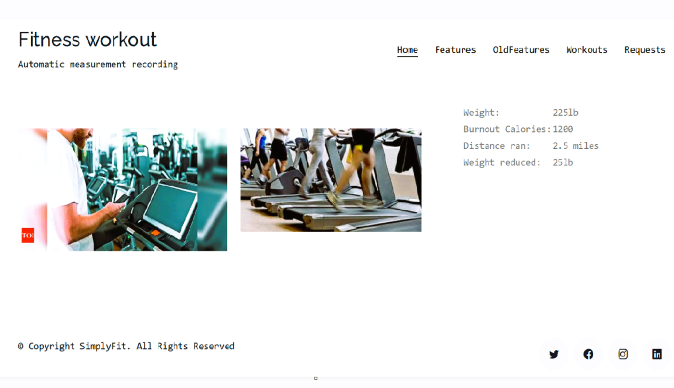 Fitness workout
Automatic measurement recording
Home Features OldFeatures Workouts Requests
Weight: 225lb
Burnout Calories: 1200
Distance ran: 2.5 miles
Weight reduced: 25lb
TOI
© Copyright SimplyFit. All Rights Reserved